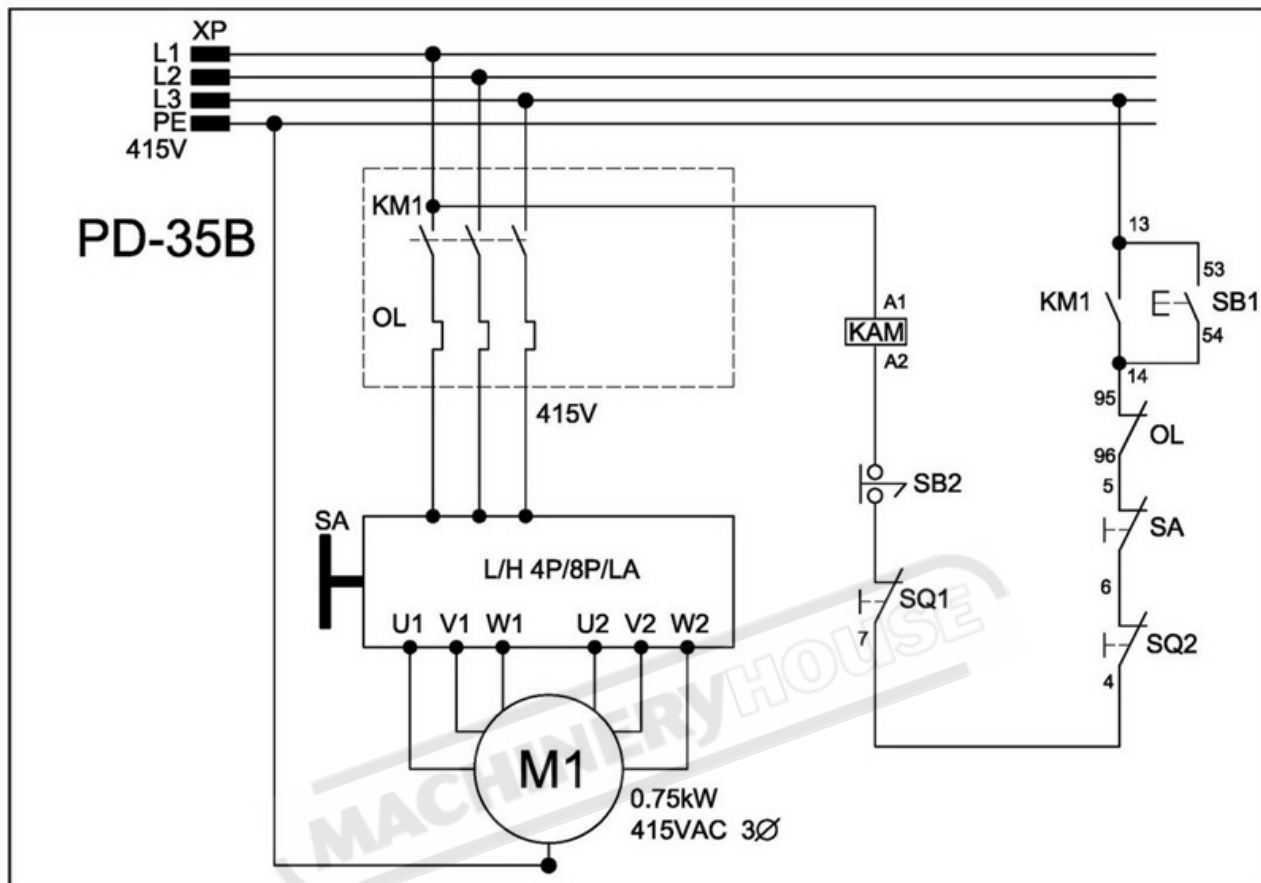 XP
L1
L2
L3
PE
415V
PD-35B
KM1
OL
415V
SA
L/H 4P/8P/LA
U1 V1 W1 U2 V2 W2
M1
0.75kW
415VAC 3Ø
A1
KAM
A2
SB2
SQ1
7
13
53
KM1
SB1
54
14
95
OL
96
5
SA
6
SQ2
4
MACHINERYHOUSE